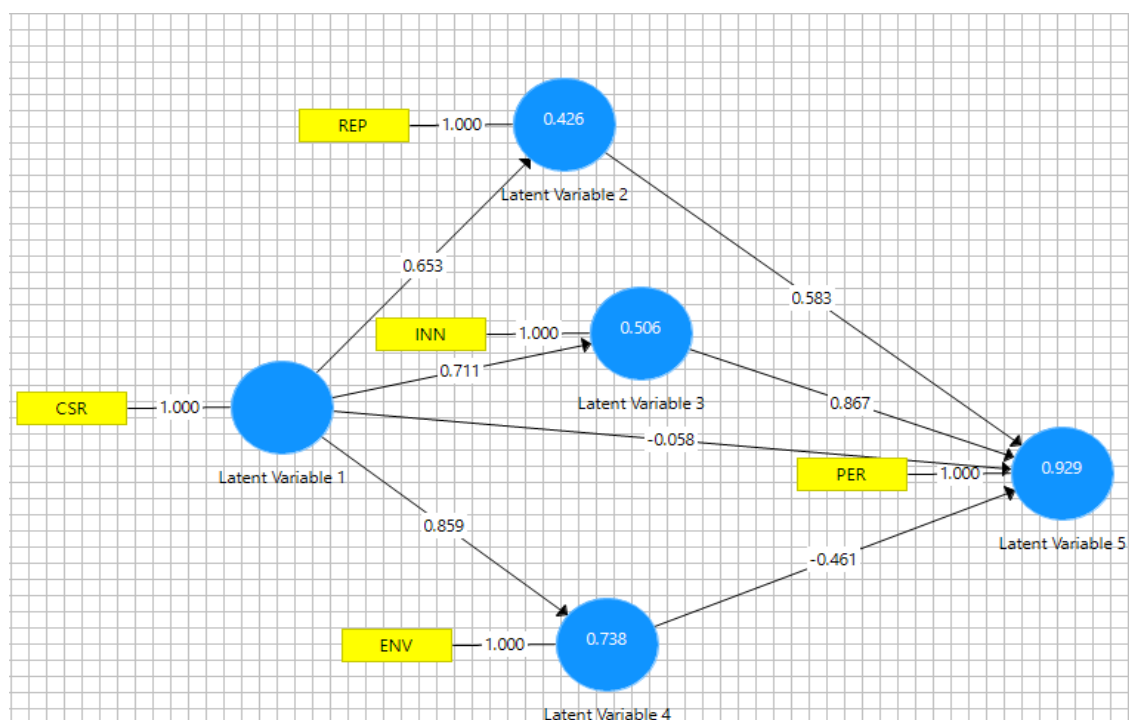 REP
1.000
0.426
Latent Variable 2
0.653
0.583
INN
1.000
0.506
0.711
Latent Variable 3
0.867
CSR
1.000
Latent Variable 1
-0.058
PER
1.000
0.929
Latent Variable 5
0.859
-0.461
ENV
1.000
0.738
Latent Variable 4